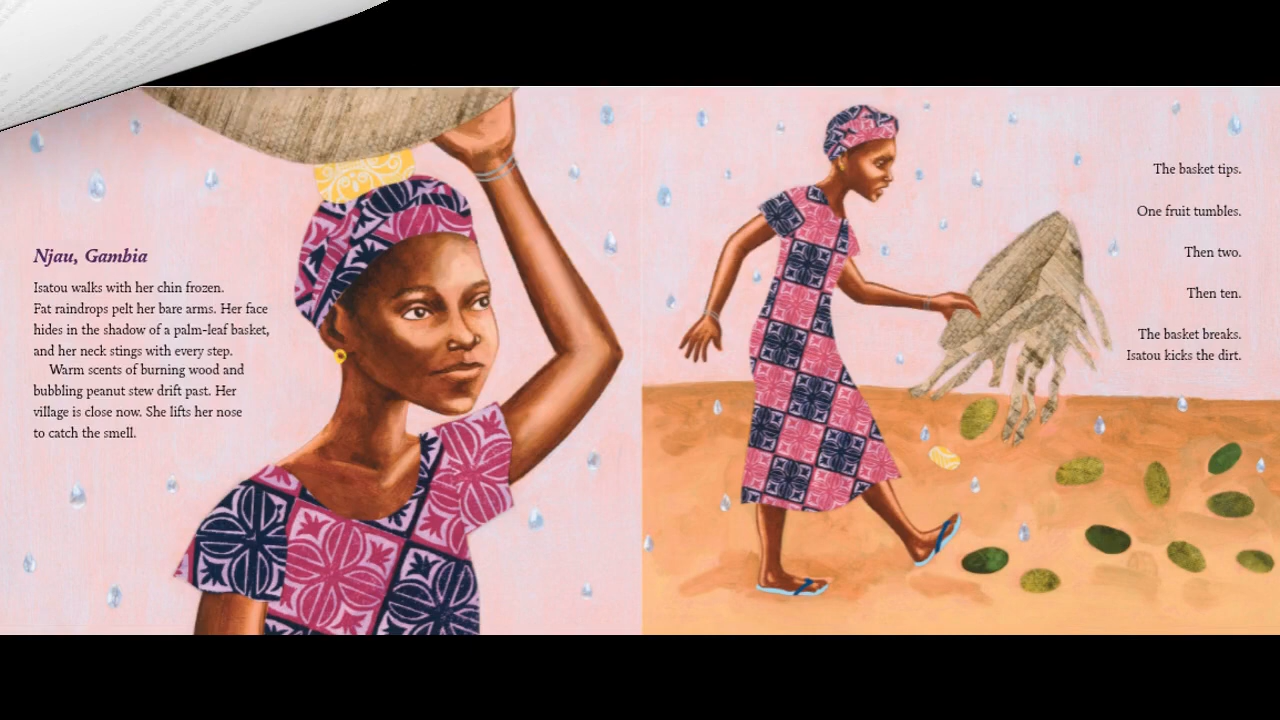 Njau, Gambia
Isatou walks with her chin frozen.
Fat raindrops pelt her bare arms. Her face
hides in the shadow of a palm-leaf basket,
and her neck stings with every step.
Warm scents of burning wood and
bubbling peanut stew drift past. Her
village is close now. She lifts her nose
to catch the smell.
The basket tips.
One fruit tumbles.
Then two.
Then ten.
The basket breaks.
Isatou kicks the dirt.